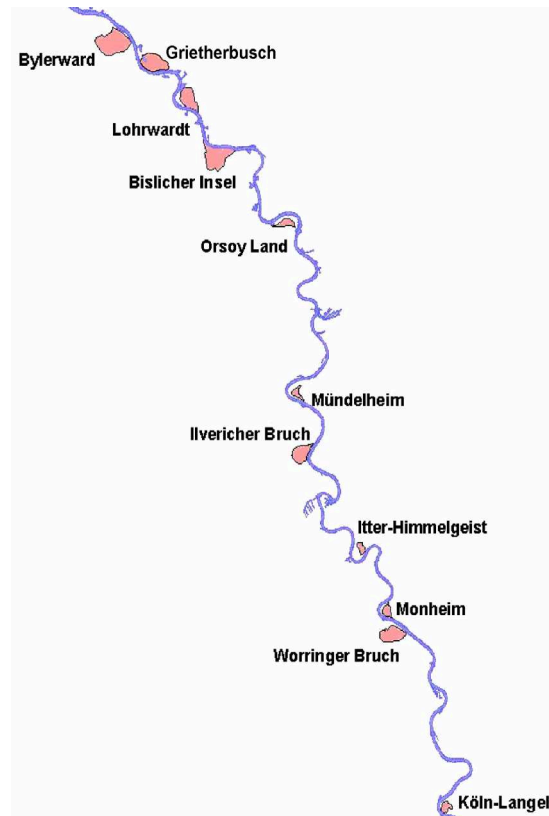 Grietherbusch
Bylerward
Lohrwardt
Bislicher Insel
Orsoy Land
Mündelheim
Ilvericher Bruch
Itter-Himmelgeist
Monheim
Worringer Bruch
Köln-Langel